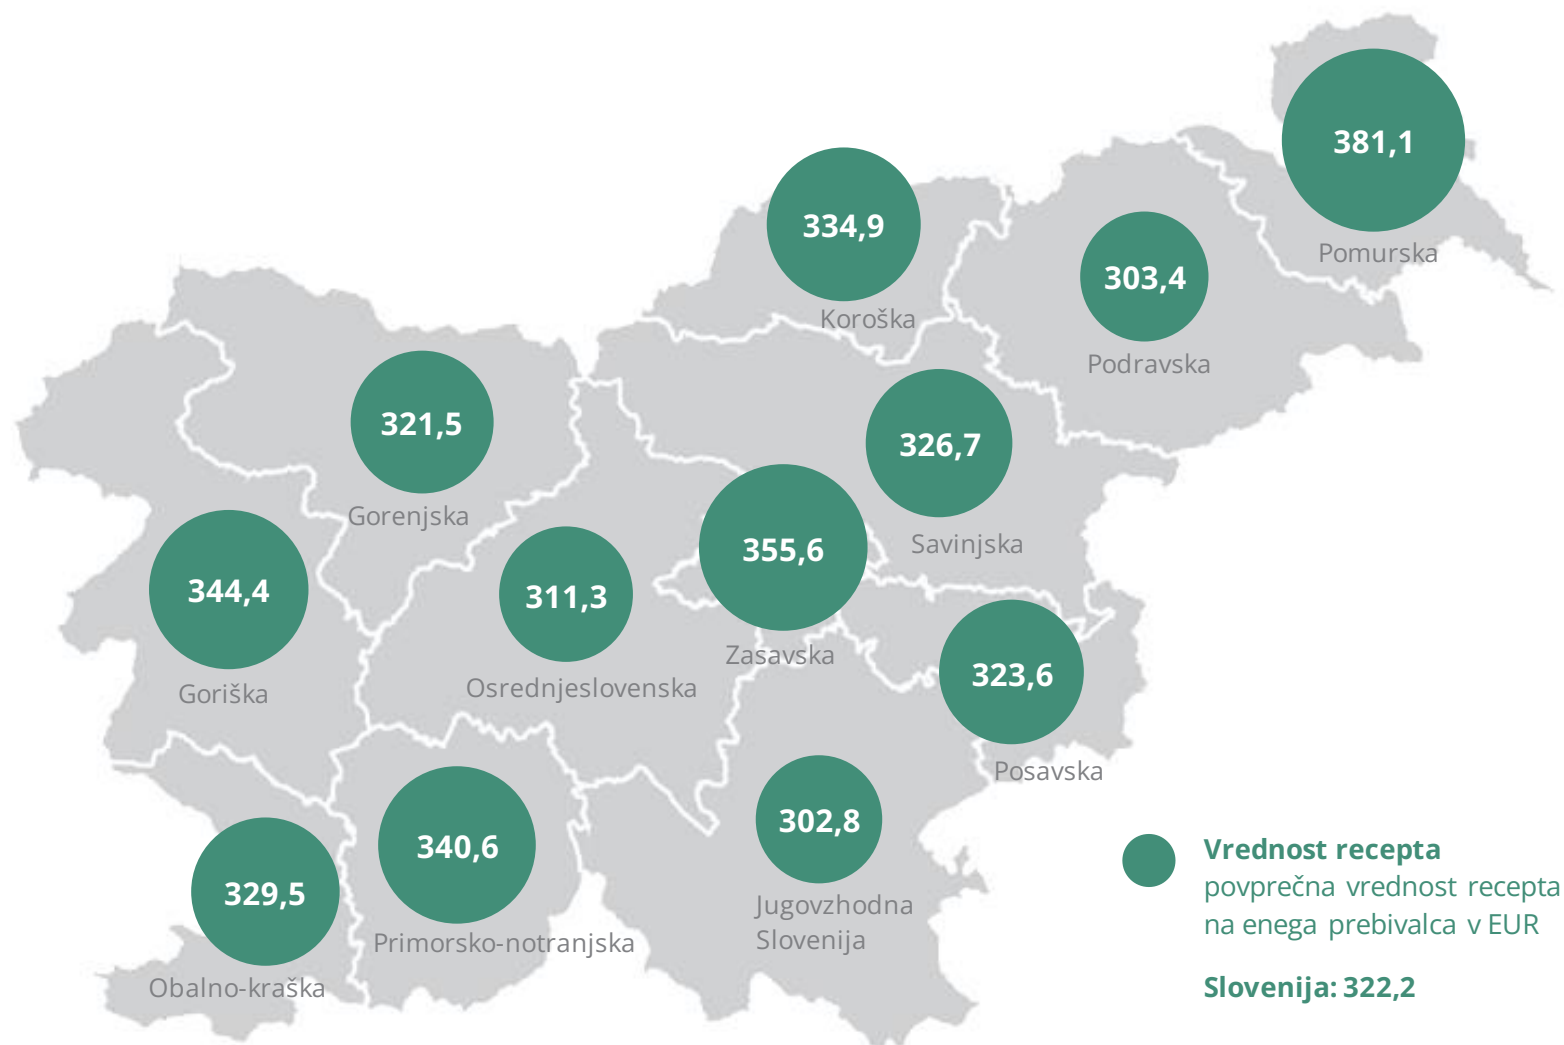 381,1
Pomurska
334,9
Koroška
303,4
Podravska
321,5
Gorenjska
326,7
Savinjska
344,4
Goriška
311,3
Osrednjeslovenska
355,6
Zasavska
323,6
Posavska
302,8
Jugovzhodna
Slovenija
340,6
Primorsko-notranjska
329,5
Obalno-kraška
Vrednost recepta
povprečna vrednost recepta
na enega prebivalca v EUR
Slovenija: 322,2